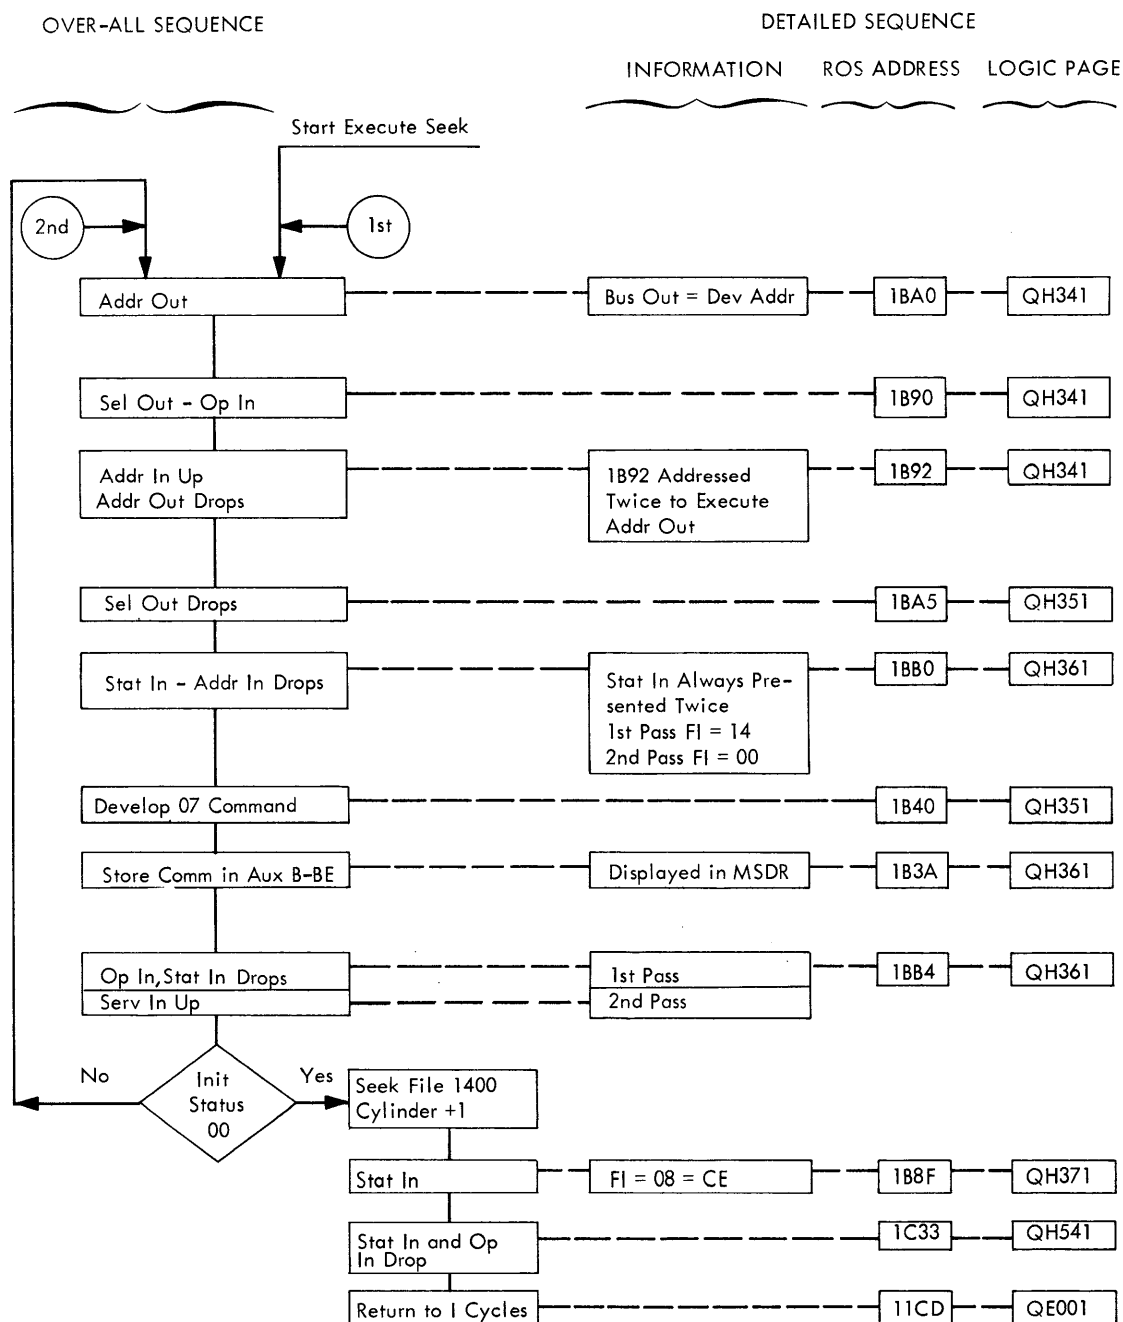 OVER-ALL SEQUENCE
DETAILED SEQUENCE
INFORMATION ROS ADDRESS LOGIC PAGE
Start Execute Seek
2nd
1st
Addr Out
Bus Out = Dev Addr
1BA0
QH341
Sel Out - Op In
1B90
QH341
Addr In Up
Addr Out Drops
1B92 Addressed
Twice to Execute
Addr Out
1B92
QH341
Sel Out Drops
1BA5
QH351
Stat In - Addr In Drops
Stat In Always Pre-
sented Twice
1st Pass FI = 14
2nd Pass FI = 00
1BB0
QH361
Develop 07 Command
1B40
QH351
Store Comm in Aux B-BE
Displayed in MSDR
1B3A
QH361
Op In, Stat In Drops
1st Pass
1BB4
QH361
Serv In Up
2nd Pass
No
Init
Status
00
Yes
Seek File 1400
Cylinder +1
Stat In
FI = 08 = CE
1B8F
QH371
Stat In and Op
In Drop
1C33
QH541
Return to I Cycles
11CD
QE001